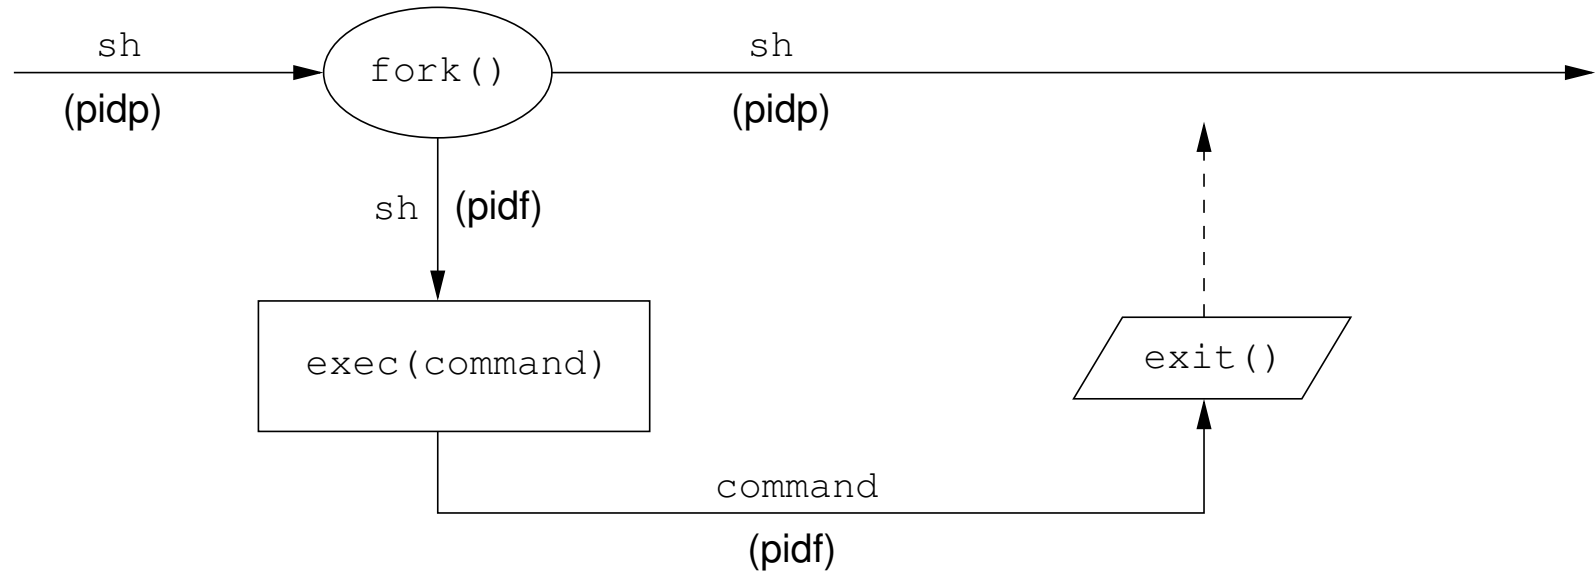 sh
(pidp)
fork()
sh
(pidp)
sh
(pidf)
exec(command)
exit()
command
(pidf)